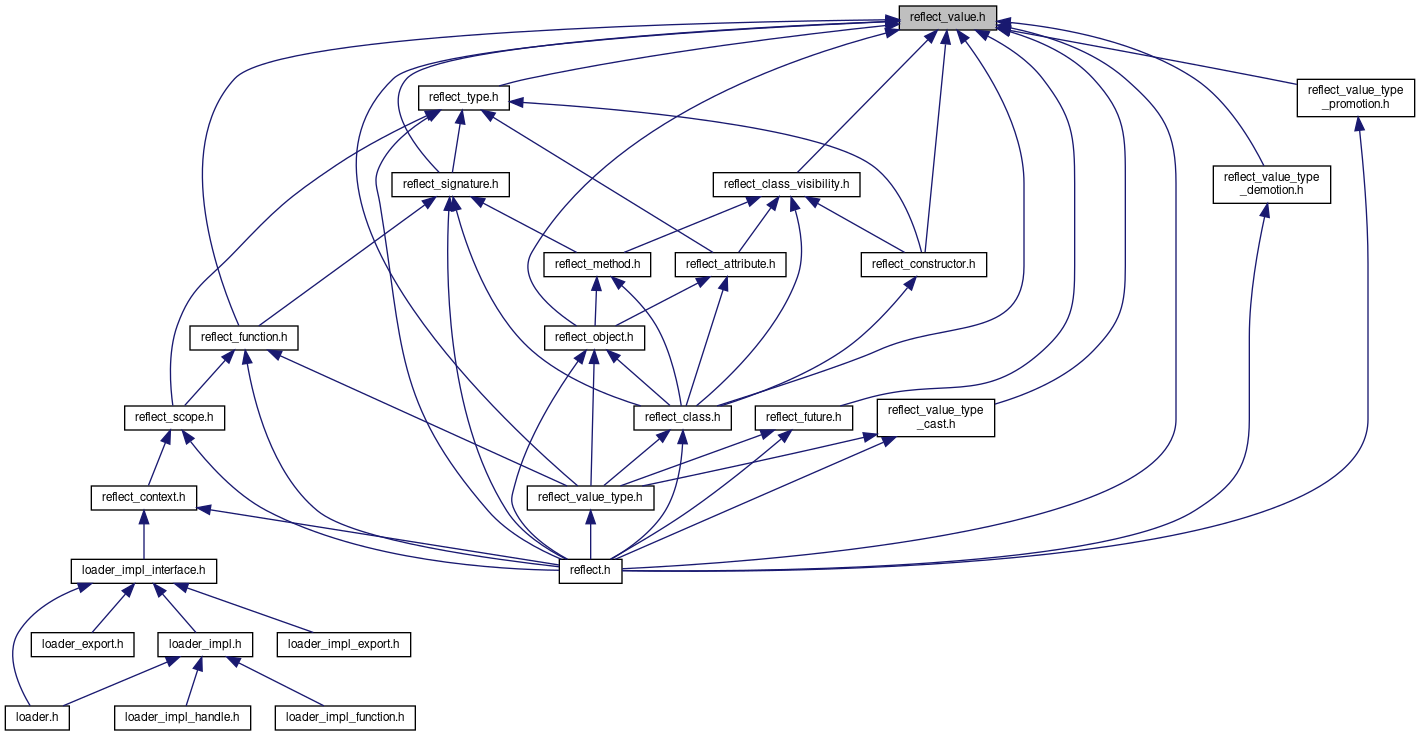 reflect_value.h
reflect_type.h
reflect_value_type
_promotion.h
reflect_signature.h
reflect_class_visibility.h
reflect_value_type
_demotion.h
reflect_method.h
reflect_attribute.h
reflect_constructor.h
reflect_function.h
reflect_object.h
reflect_scope.h
reflect_class.h
reflect_future.h
reflect_value_type
_cast.h
reflect_context.h
reflect_value_type.h
loader_impl_interface.h
reflect.h
loader_export.h
loader_impl.h
loader_impl_export.h
loader.h
loader_impl_handle.h
loader_impl_function.h